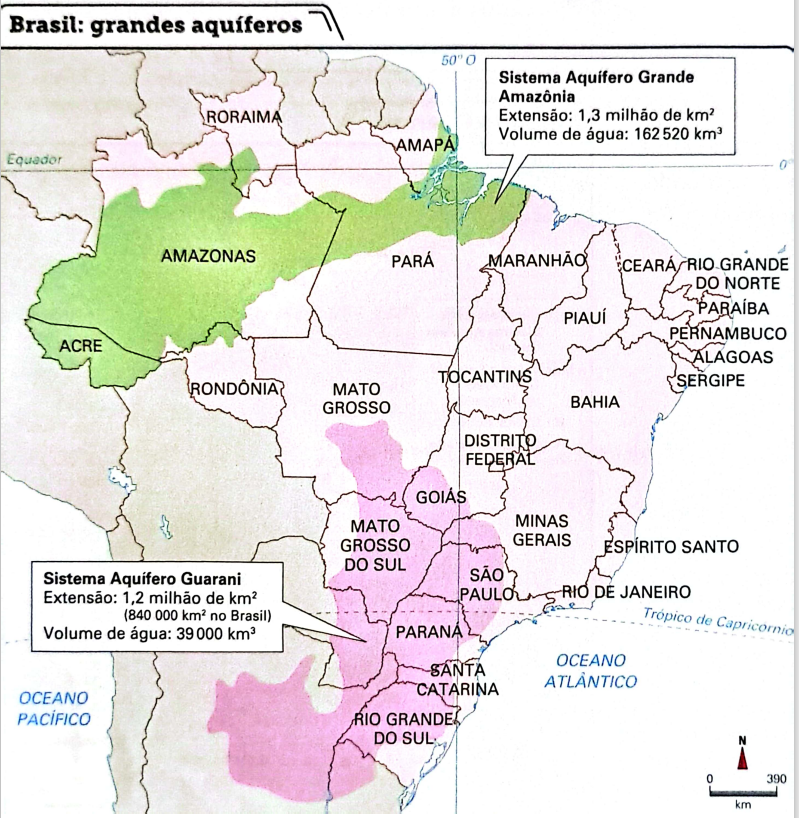 Brasil: grandes aquíferos
50° O
Sistema Aquífero Grande
Amazônia
Extensão: 1,3 milhão de km²
Volume de água: 162 520 km³
RORAIMA
AMAPÁ
Equador
0°
AMAZONAS
PARÁ
MARANHÃO
CEARÁ
RIO GRANDE
DO NORTE
PARAÍBA
PIAUÍ
PERNAMBUCO
ACRE
ALAGOAS
SERGIPE
TOCANTINS
RONDÔNIA
MATO
GROSSO
BAHIA
DISTRITO
FEDERAL
GOIÁS
MATO
GROSSO
DO SUL
MINAS
GERAIS
ESPÍRITO SANTO
SÃO
PAULO
RIO DE JANEIRO
Sistema Aquífero Guarani
Extensão: 1,2 milhão de km²
(840 000 km² no Brasil)
Volume de água: 39 000 km³
Trópico de Capricórnio
PARANÁ
SANTA
CATARINA
OCEANO
ATLÂNTICO
OCEANO
PACÍFICO
RIO GRANDE
DO SUL
N
0 390
km